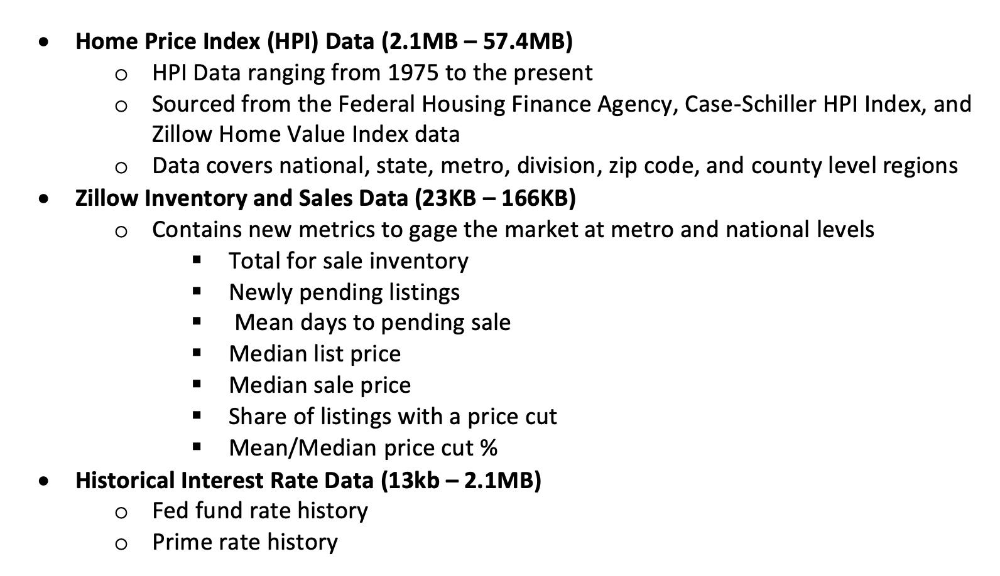 • Home Price Index (HPI) Data (2.1MB – 57.4MB)
o HPI Data ranging from 1975 to the present
o Sourced from the Federal Housing Finance Agency, Case-Schiller HPI Index, and
Zillow Home Value Index data
o Data covers national, state, metro, division, zip code, and county level regions
• Zillow Inventory and Sales Data (23KB – 166KB)
o Contains new metrics to gage the market at metro and national levels
▪ Total for sale inventory
▪ Newly pending listings
▪ Mean days to pending sale
▪ Median list price
▪ Median sale price
▪ Share of listings with a price cut
▪ Mean/Median price cut %
• Historical Interest Rate Data (13kb – 2.1MB)
o Fed fund rate history
o Prime rate history